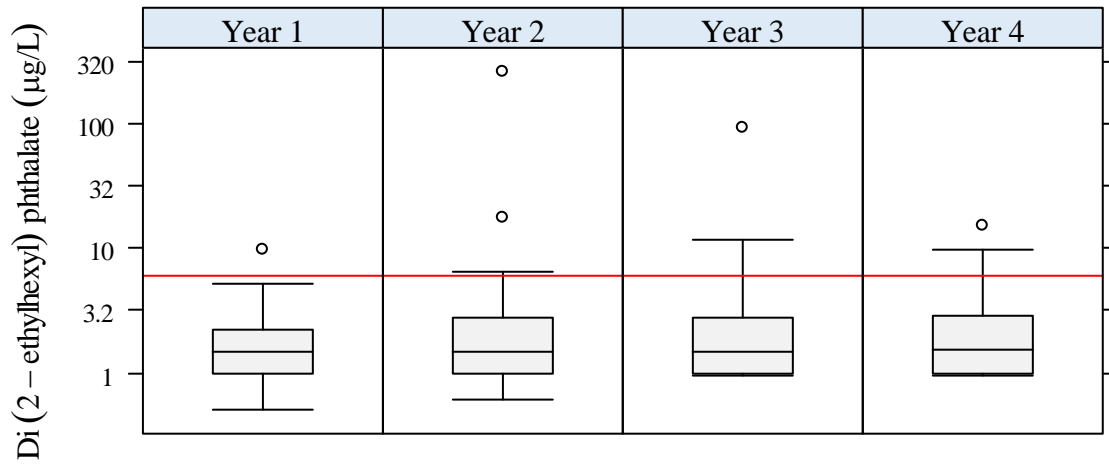 Year 1
Year 2
Year 3
Year 4
Di (2 − ethylhexyl) phthalate (µg/L)
320
100
32
10
3.2
1